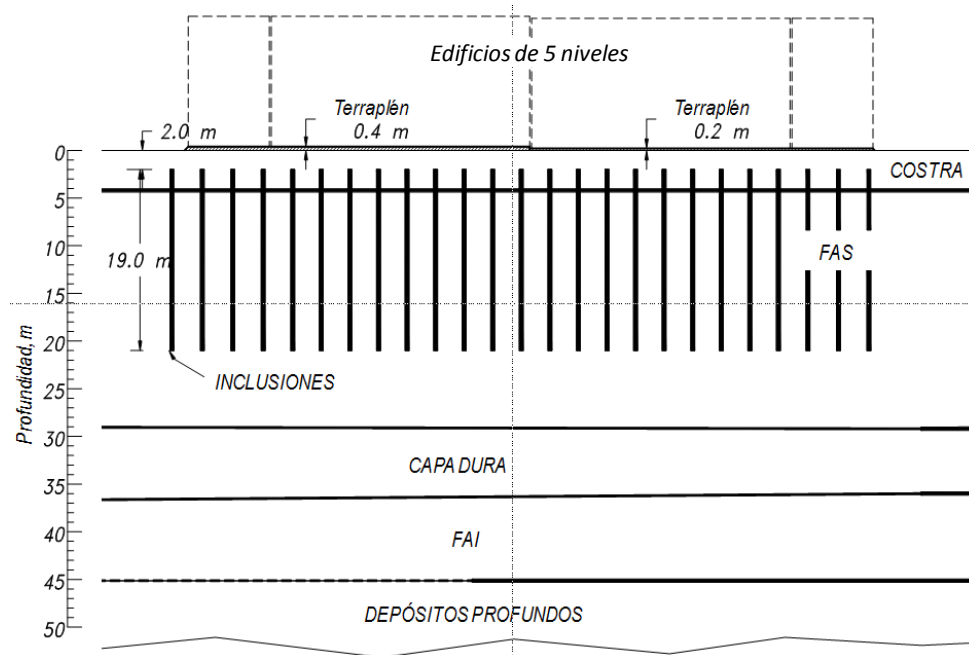 Edificios de 5 niveles
Terraplén
0.4 m
Terraplén
0.2 m
2.0 m
COSTRA
FAS
19.0 m
INCLUSIONES
Profundidad, m
0
5
10
15
20
25
30
35
40
45
50
CAPA DURA
FAI
DEPÓSITOS PROFUNDOS